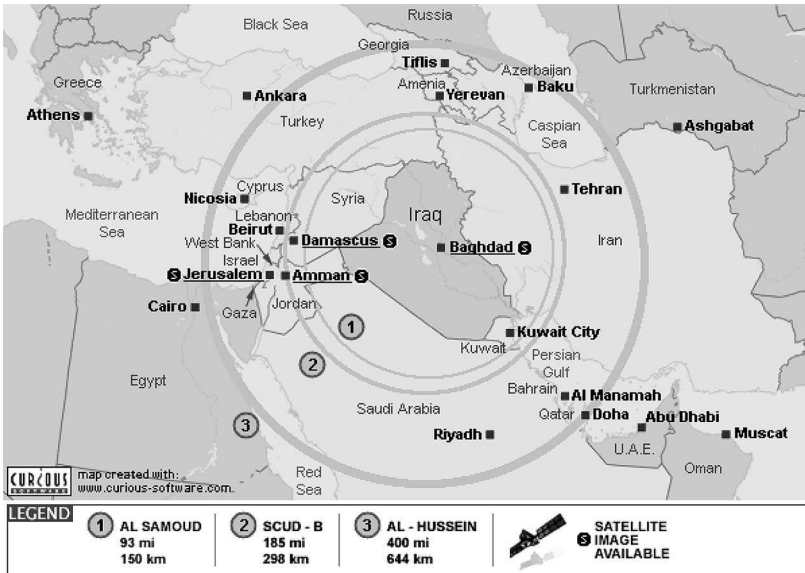 Black Sea
Russia
Georgia
Tiflis
Greece
Amenia
Azerbaijan
Ankara
Yerevan
Baku
Turkmenistan
Athens
Turkey
Caspian
Sea
Ashgabat
Cyprus
Syria
Tehran
Nicosia
Mediterranean
Sea
Lebanon
Iraq
Beirut
Damascus S
Baghdad S
Iran
West Bank
Israel
S Jerusalem
Amman S
Cairo
Gaza
Jordan
1
Kuwait City
Kuwait
2
Persian
Gulf
Egypt
Bahrain
Al Manamah
Saudi Arabia
Qatar
Doha
Abu Dhabi
3
Riyadh
Muscat
U.A.E.
Oman
Red
Sea
CURIOUS
SOFTWARE
map created with:
www.curious-software.com.
LEGEND
1 AL SAMOUD
93 mi
150 km
2 SCUD - B
185 mi
298 km
3 AL - HUSSEIN
400 mi
644 km
SATELLITE
S IMAGE
AVAILABLE